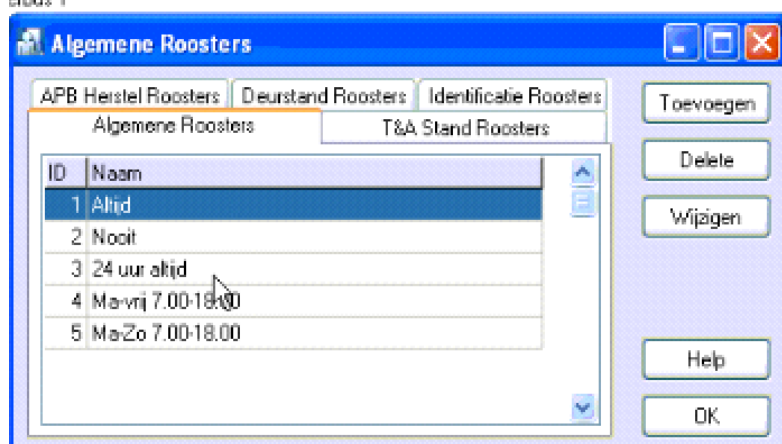 Algemene Roosters
APB Herstel Roosters Deurstand Roosters Identificatie Roosters
Algemene Roosters T&A Stand Roosters
Toevoegen
Delete
Wijzigen
Help
OK
ID Naam
1 Altijd
2 Nooit
3 24 uur altijd
4 Ma-vrij 7.00-18.00
5 Ma-Zo 7.00-18.00